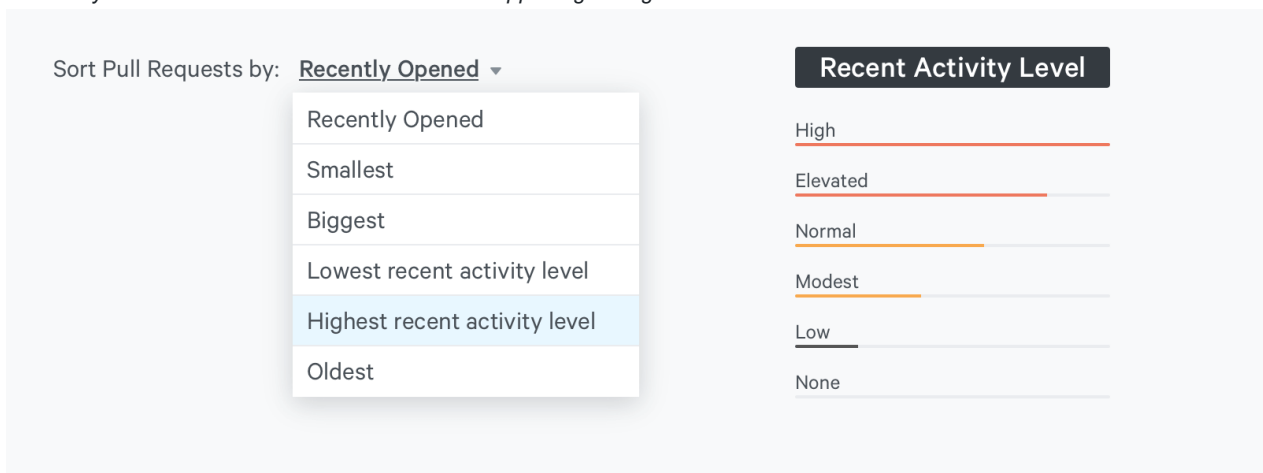 Sort Pull Requests by: Recently Opened
Recently Opened
Smallest
Biggest
Lowest recent activity level
Highest recent activity level
Oldest
Recent Activity Level
High
Elevated
Normal
Modest
Low
None